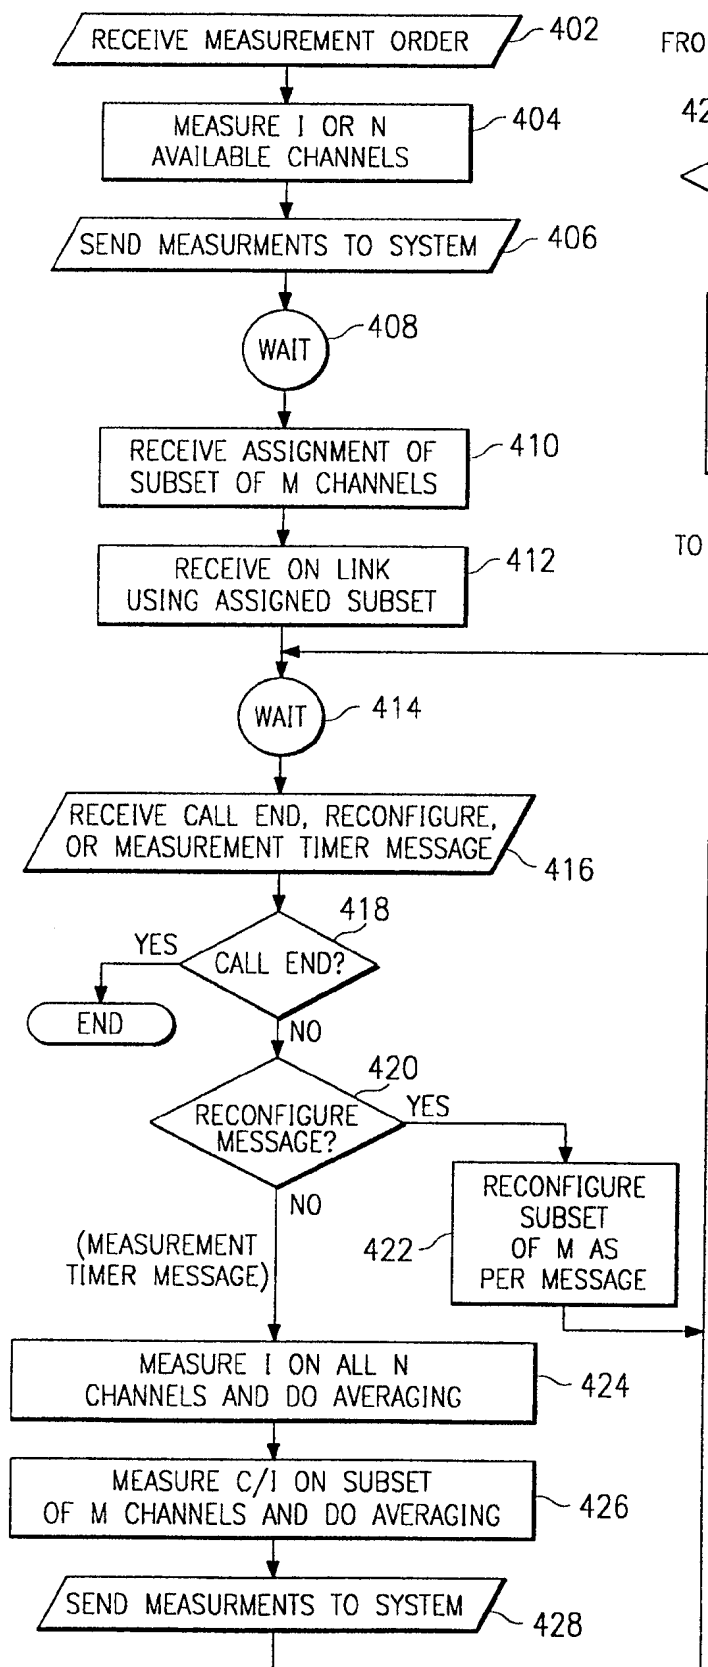 RECEIVE MEASUREMENT ORDER
402
FRO
MEASURE I OR N
AVAILABLE CHANNELS
404
42
SEND MEASURMENTS TO SYSTEM
406
WAIT
408
RECEIVE ASSIGNMENT OF
SUBSET OF M CHANNELS
410
RECEIVE ON LINK
USING ASSIGNED SUBSET
412
TO
WAIT
414
RECEIVE CALL END, RECONFIGURE,
OR MEASUREMENT TIMER MESSAGE
416
418
YES
CALL END?
END
NO
420
RECONFIGURE
MESSAGE?
YES
NO
(MEASUREMENT
TIMER MESSAGE)
RECONFIGURE
SUBSET
OF M AS
PER MESSAGE
422
MEASURE I ON ALL N
CHANNELS AND DO AVERAGING
424
MEASURE C/I ON SUBSET
OF M CHANNELS AND DO AVERAGING
426
SEND MEASURMENTS TO SYSTEM
428